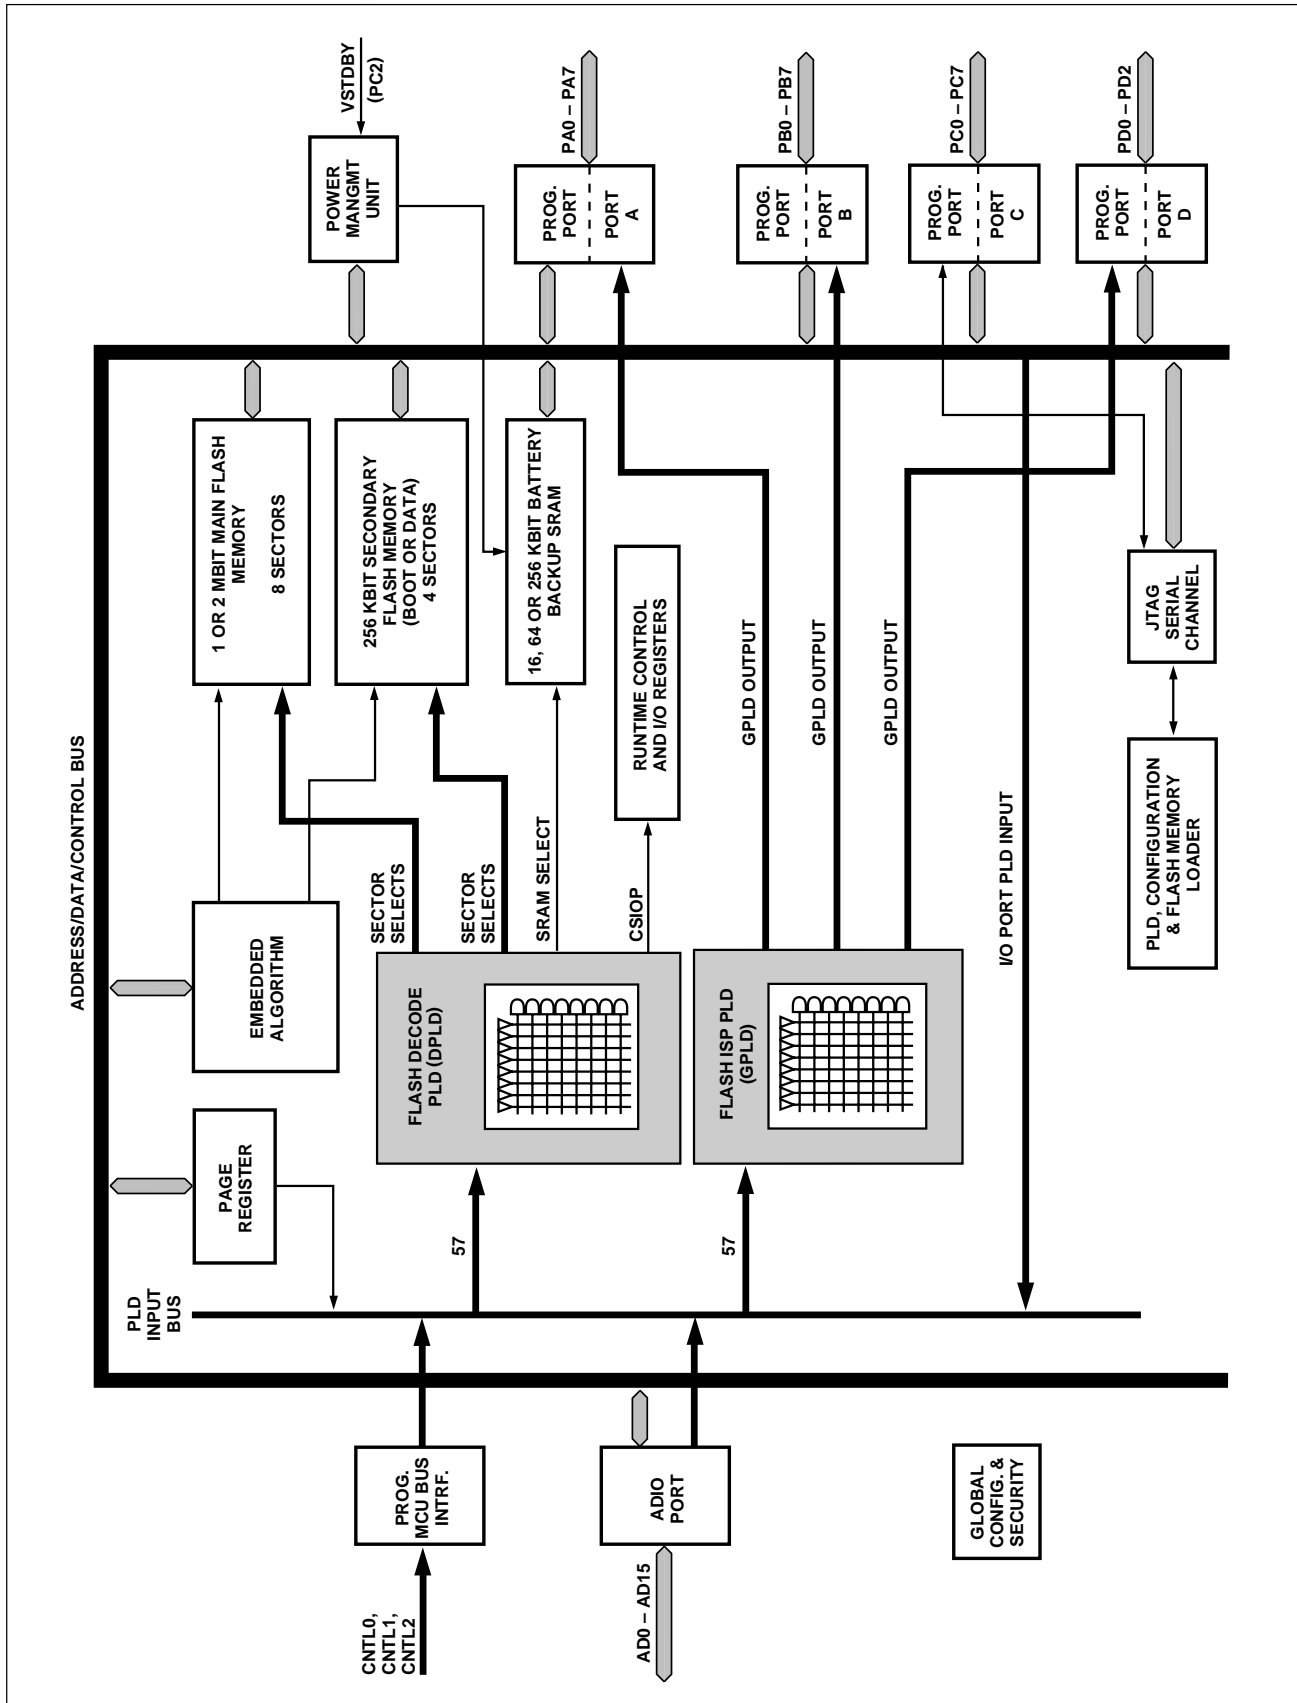 ADDRESS/DATA/CONTROL BUS
CNTL0,
CNTL1,
CNTL2
PROG.
MCU BUS
INTRF.
AD0 – AD15
ADIO
PORT
GLOBAL
CONFIG. &
SECURITY
PLD
INPUT
BUS
PAGE
REGISTER
EMBEDDED
ALGORITHM
57
57
FLASH DECODE
PLD (DPLD)
FLASH ISP PLD
(GPLD)
SECTOR
SELECTS
SECTOR
SELECTS
SRAM SELECT
CSIOP
1 OR 2 MBIT MAIN FLASH
MEMORY
8 SECTORS
256 KBIT SECONDARY
FLASH MEMORY
(BOOT OR DATA)
4 SECTORS
16, 64 OR 256 KBIT BATTERY
BACKUP SRAM
RUNTIME CONTROL
AND I/O REGISTERS
GPLD OUTPUT
GPLD OUTPUT
GPLD OUTPUT
I/O PORT PLD INPUT
PLD, CONFIGURATION
& FLASH MEMORY
LOADER
JTAG
SERIAL
CHANNEL
VSTDBY
(PC2)
POWER
MANGMT
UNIT
PA0 – PA7
PROG.
PORT
PORT
A
PB0 – PB7
PROG.
PORT
PORT
B
PC0 – PC7
PROG.
PORT
PORT
C
PD0 – PD2
PROG.
PORT
PORT
D